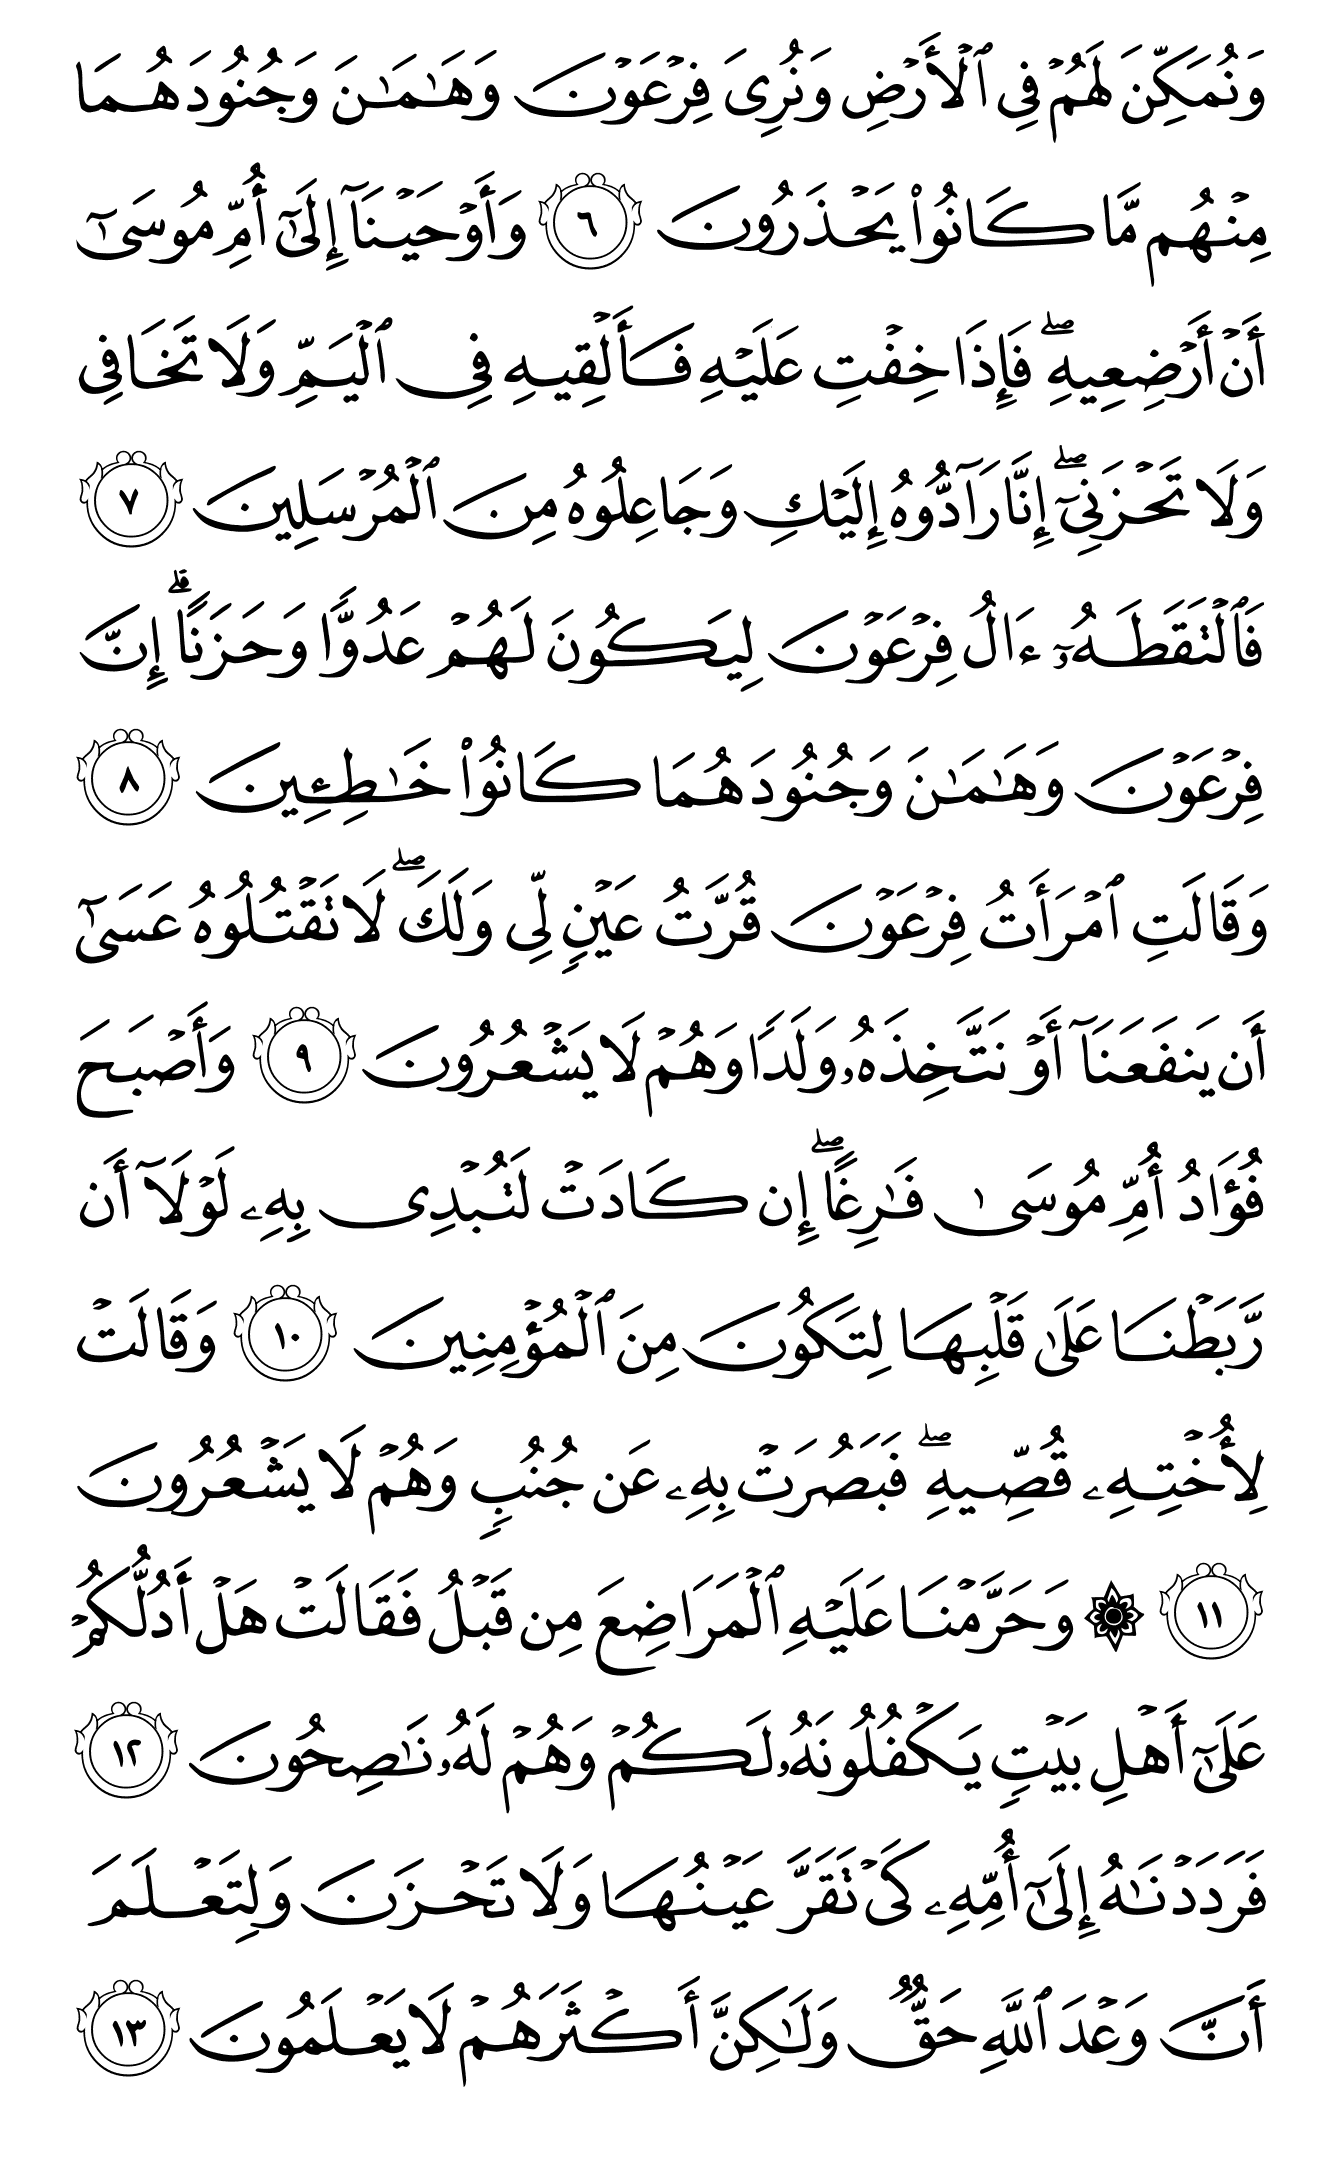 وَنُمَكِّنَ لَهُمۡ فِي ٱلۡأَرۡضِ وَنُرِيَ فِرۡعَوۡنَ وَهَٰمَٰنَ وَجُنُودَهُمَا
مِنۡهُم مَّا كَانُواْ يَحۡذَرُونَ ٦ وَأَوۡحَيۡنَآ إِلَىٰٓ أُمِّ مُوسَىٰٓ
أَنۡ أَرۡضِعِيهِۖ فَإِذَا خِفۡتِ عَلَيۡهِ فَأَلۡقِيهِ فِي ٱلۡيَمِّ وَلَا تَخَافِي
وَلَا تَحۡزَنِيٓۖ إِنَّا رَآدُّوهُ إِلَيۡكِ وَجَاعِلُوهُ مِنَ ٱلۡمُرۡسَلِينَ ٧
فَٱلۡتَقَطَهُۥٓ ءَالُ فِرۡعَوۡنَ لِيَكُونَ لَهُمۡ عَدُوّٗا وَحَزَنًاۗ إِنَّ
فِرۡعَوۡنَ وَهَٰمَٰنَ وَجُنُودَهُمَا كَانُواْ خَٰطِـِٔينَ ٨
وَقَالَتِ ٱمۡرَأَتُ فِرۡعَوۡنَ قُرَّتُ عَيۡنٖ لِّي وَلَكَۖ لَا تَقۡتُلُوهُ عَسَىٰٓ
أَن يَنفَعَنَآ أَوۡ نَتَّخِذَهُۥ وَلَدٗا وَهُمۡ لَا يَشۡعُرُونَ ٩ وَأَصۡبَحَ
فُؤَادُ أُمِّ مُوسَىٰ فَٰرِغًاۖ إِن كَادَتۡ لَتُبۡدِي بِهِۦ لَوۡلَآ أَن
رَّبَطۡنَا عَلَىٰ قَلۡبِهَا لِتَكُونَ مِنَ ٱلۡمُؤۡمِنِينَ ١٠ وَقَالَتۡ
لِأُخۡتِهِۦ قُصِّيهِۖ فَبَصُرَتۡ بِهِۦ عَن جُنُبٖ وَهُمۡ لَا يَشۡعُرُونَ
١١ ۞ وَحَرَّمۡنَا عَلَيۡهِ ٱلۡمَرَاضِعَ مِن قَبۡلُ فَقَالَتۡ هَلۡ أَدُلُّكُمۡ
عَلَىٰٓ أَهۡلِ بَيۡتٖ يَكۡفُلُونَهُۥ لَكُمۡ وَهُمۡ لَهُۥ نَٰصِحُونَ ١٢
فَرَدَدۡنَٰهُ إِلَىٰٓ أُمِّهِۦ كَيۡ تَقَرَّ عَيۡنُهَا وَلَا تَحۡزَنَ وَلِتَعۡلَمَ
أَنَّ وَعۡدَ ٱللَّهِ حَقّٞ وَلَٰكِنَّ أَكۡثَرَهُمۡ لَا يَعۡلَمُونَ ١٣